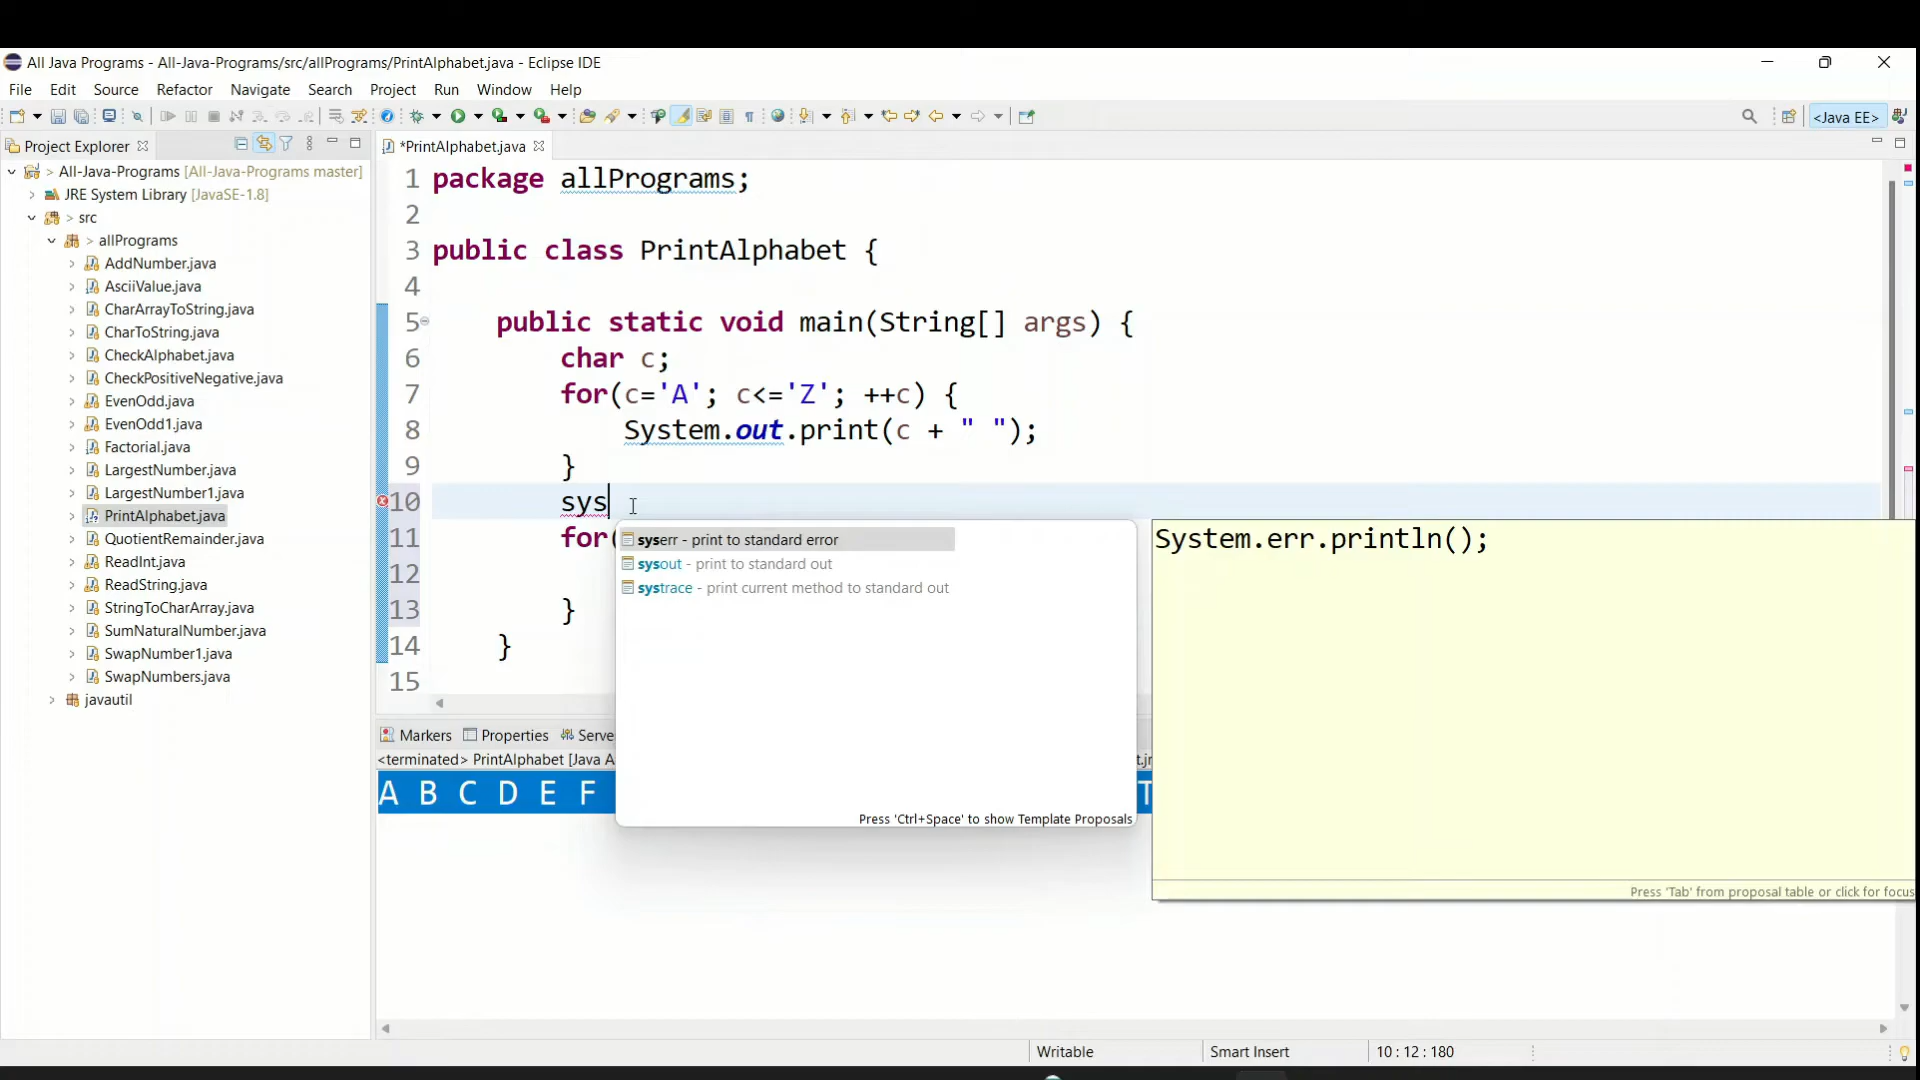 All Java Programs - All-Java-Programs/src/allPrograms/PrintAlphabet.java - Eclipse IDE
File Edit Source Refactor Navigate Search Project Run Window Help
<Java EE>
Project Explorer
All-Java-Programs [All-Java-Programs master]
JRE System Library [JavaSE-1.8]
src
allPrograms
AddNumber.java
AsciiValue.java
CharArrayToString.java
CharToString.java
CheckAlphabet.java
CheckPositiveNegative.java
EvenOdd.java
EvenOdd1.java
Factorial.java
LargestNumber.java
LargestNumber1.java
PrintAlphabet.java
QuotientRemainder.java
ReadInt.java
ReadString.java
StringToCharArray.java
SumNaturalNumber.java
SwapNumber1.java
SwapNumbers.java
javautil
*PrintAlphabet.java
1 package allPrograms;
2
3 public class PrintAlphabet {
4
5 public static void main(String[] args) {
6 char c;
7 for(c='A'; c<='Z'; ++c) {
8 System.out.print(c + " ");
9 }
10 sys
11 for(
12
13 }
14 }
15
syserr - print to standard error
sysout - print to standard out
systrace - print current method to standard out
Press 'Ctrl+Space' to show Template Proposals
System.err.println();
Press 'Tab' from proposal table or click for focus
Markers Properties Serve
<terminated> PrintAlphabet [Java A
A B C D E F T
Writable Smart Insert 10 : 12 : 180